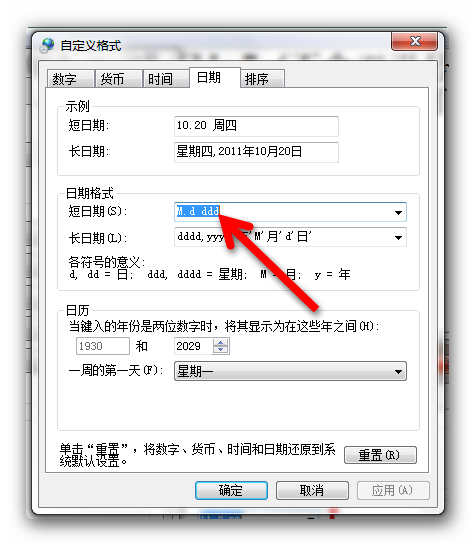 自定义格式
数字 货币 时间 日期 排序
示例
短日期: 10.20 周四
长日期: 星期四,2011年10月20日
日期格式
短日期(S): M.d ddd
长日期(L): dddd,yyy 'M'月'd'日'
各符号的意义:
d, dd = 日; ddd, dddd = 星期; M = 月; y = 年
日历
当键入的年份是两位数字时，将其显示为在这些年之间(H):
1930 和 2029
一周的第一天(F): 星期一
单击“重置”，将数字、货币、时间和日期还原到系
统默认设置。
重置(R)
确定 取消 应用(A)